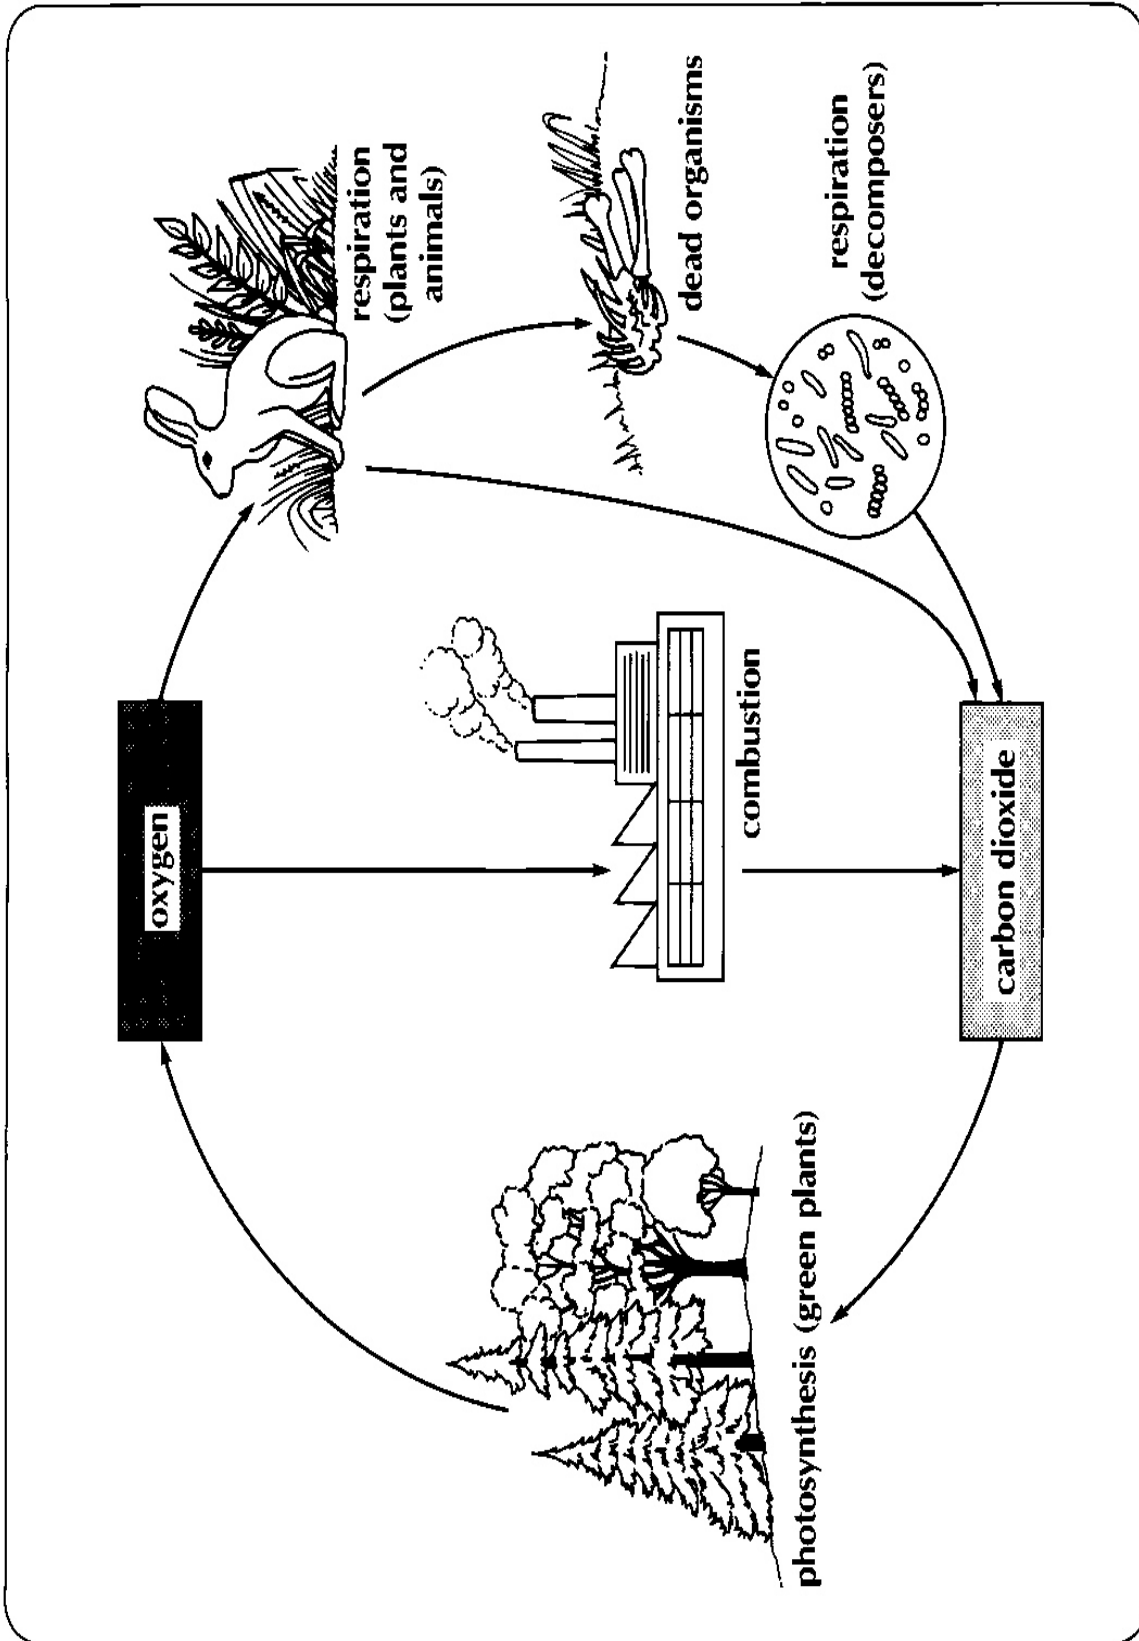 oxygen
respiration
(plants and
animals)
dead organisms
combustion
respiration
(decomposers)
photosynthesis (green plants)
carbon dioxide